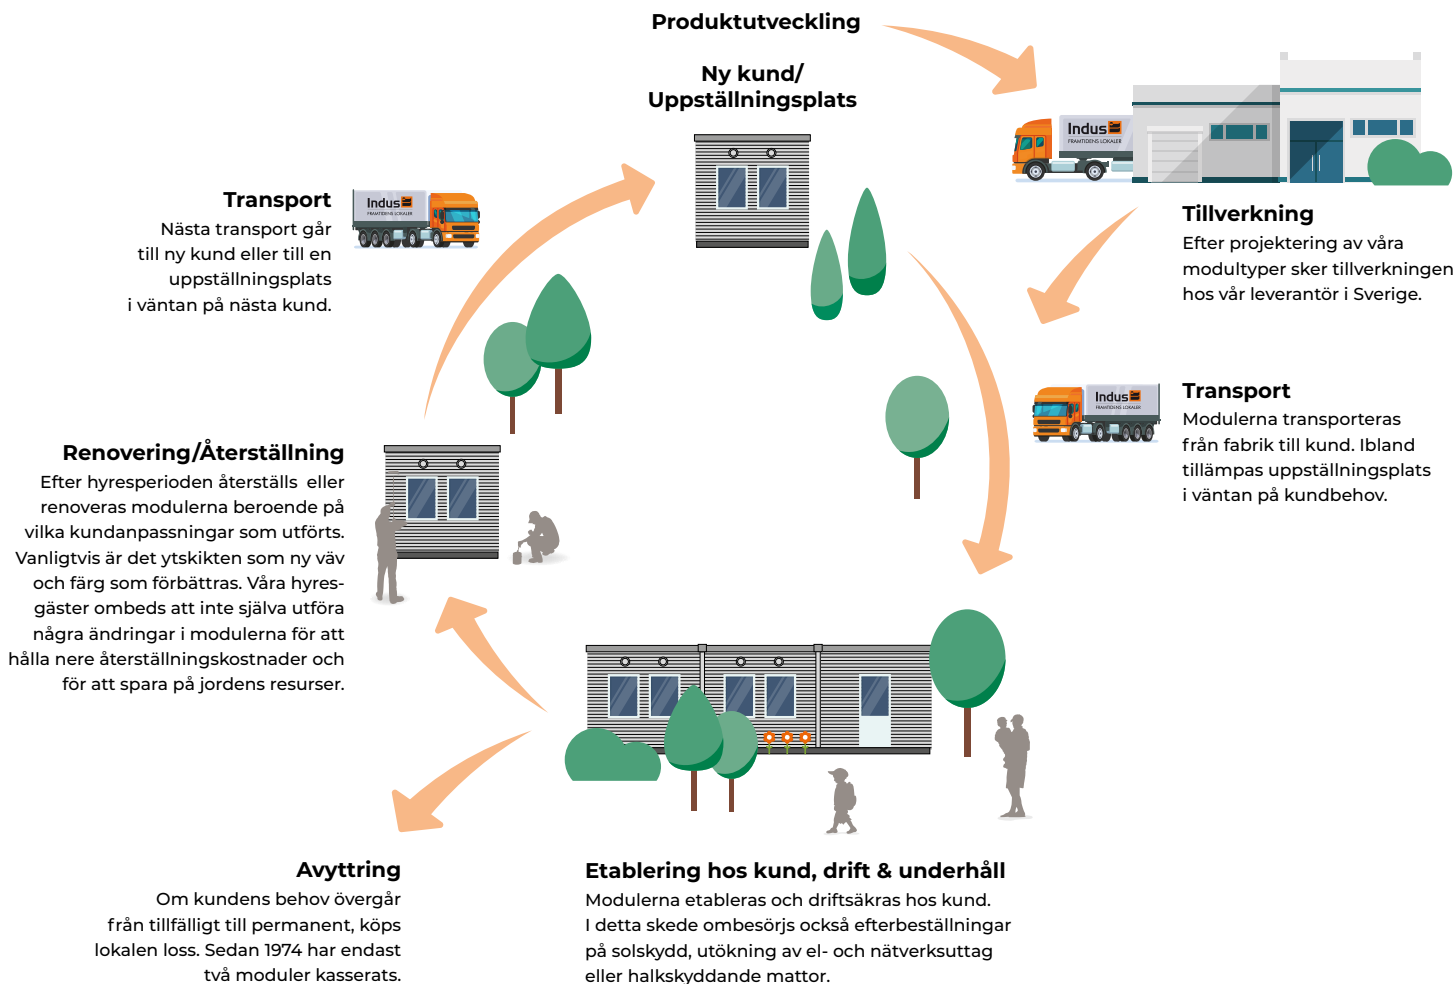 Produktutveckling
Ny kund/
Uppställningsplats
Indus
FRAMTIDENS LOKALER
Tillverkning
Efter projektering av våra
modultyper sker tillverkningen
hos vår leverantör i Sverige.
Transport
Nästa transport går
till ny kund eller till en
uppställningsplats
i väntan på nästa kund.
Indus
FRAMTIDENS LOKALER
Indus
FRAMTIDENS LOKALER
Transport
Modulerna transporteras
från fabrik till kund. Ibland
tillämpas uppställningsplats
i väntan på kundbehov.
Renovering/Återställning
Efter hyresperioden återställs eller
renoveras modulerna beroende på
vilka kundanpassningar som utförts.
Vanligtvis är det ytskikten som ny väv
och färg som förbättras. Våra hyres-
gäster ombeds att inte själva utföra
några ändringar i modulerna för att
hålla nere återställningskostnader och
för att spara på jordens resurser.
Avyttring
Om kundens behov övergår
från tillfälligt till permanent, köps
lokalen loss. Sedan 1974 har endast
två moduler kasserats.
Etablering hos kund, drift & underhåll
Modulerna etableras och driftsäkras hos kund.
I detta skede ombesörjs också efterbeställningar
på solskydd, utökning av el- och nätverksuttag
eller halkskyddande mattor.